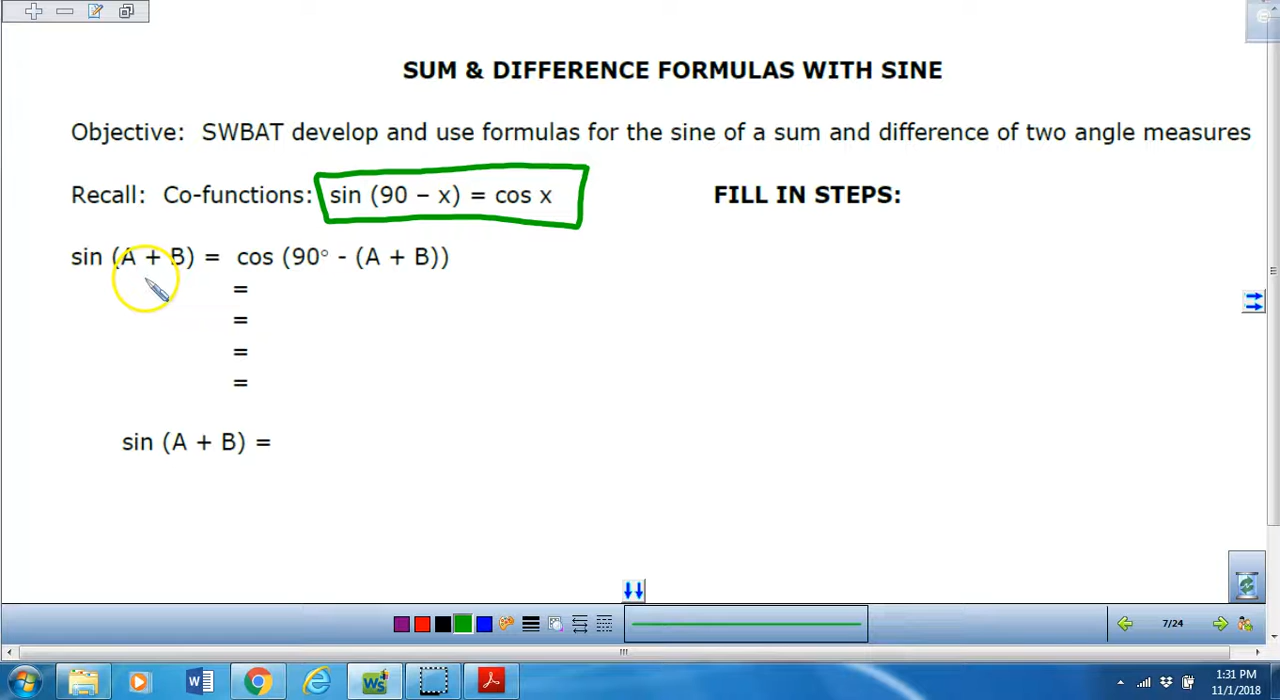 SUM & DIFFERENCE FORMULAS WITH SINE
Objective: SWBAT develop and use formulas for the sine of a sum and difference of two angle measures
Recall: Co-functions: sin (90 – x) = cos x FILL IN STEPS:
sin (A + B) = cos (90° - (A + B))
=
=
=
=
sin (A + B) =
7/24
1:31 PM
11/1/2018